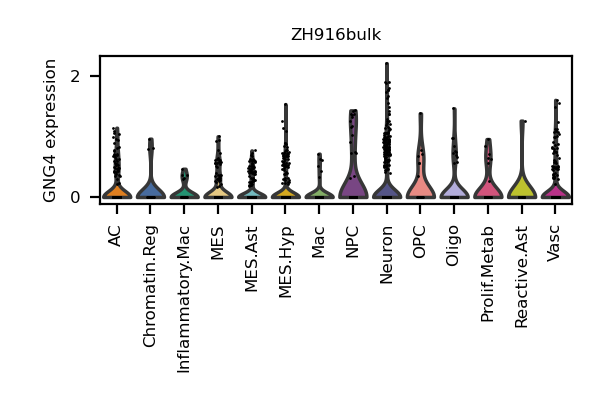 ZH916bulk
GNG4 expression
2
0
AC
Chromatin.Reg
Inflammatory.Mac
MES
MES.Ast
MES.Hyp
Mac
NPC
Neuron
OPC
Oligo
Prolif.Metab
Reactive.Ast
Vasc